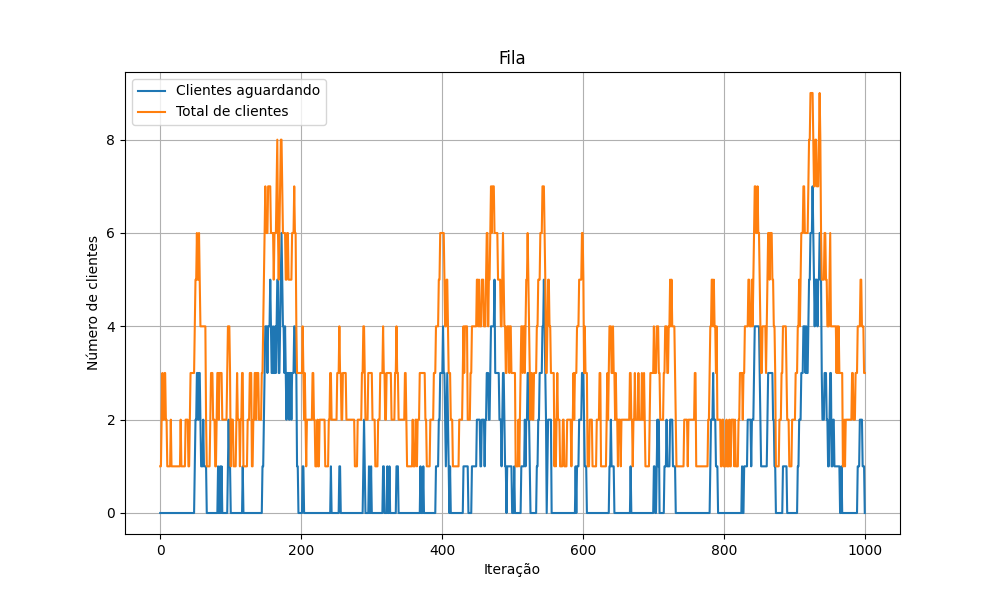 Fila
Clientes aguardando
Total de clientes
8
6
4
2
0
Número de clientes
0 200 400 600 800 1000
Iteração